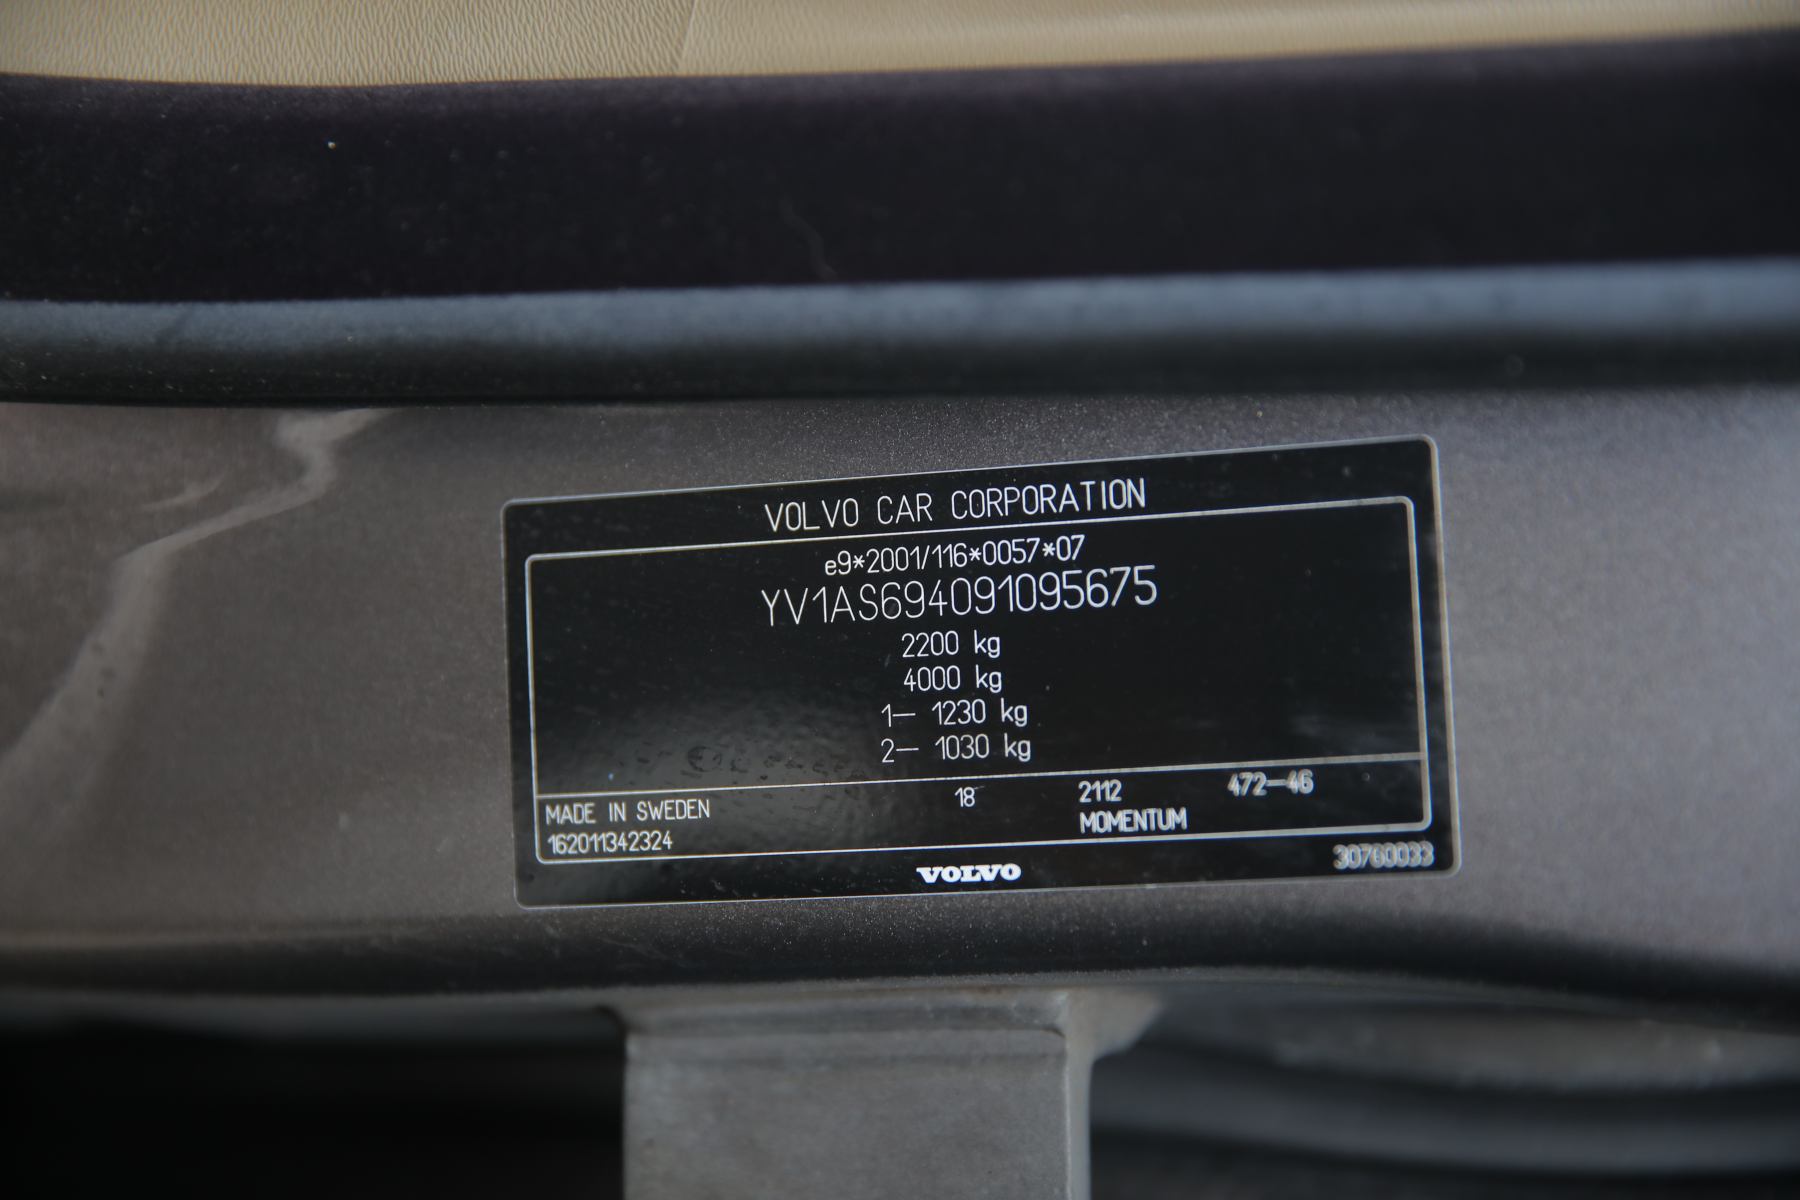 VOLVO CAR CORPORATION
e9*2001/116*0057*07
YV1AS694091095675
2200 kg
4000 kg
1– 1230 kg
2– 1030 kg
MADE IN SWEDEN 18 2112 472–46
162011342324 MOMENTUM
VOLVO 30760033